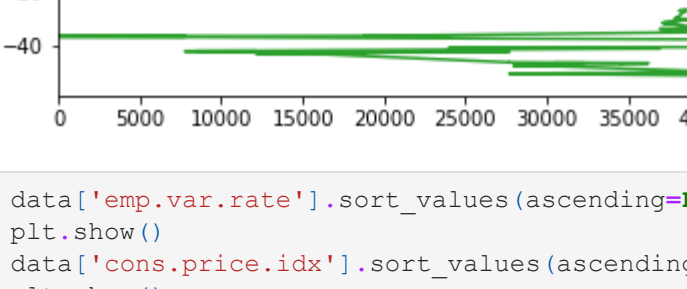 −40
0 5000 10000 15000 20000 25000 30000 35000
data['emp.var.rate'].sort_values(ascending=
plt.show()
data['cons.price.idx'].sort_values(ascending